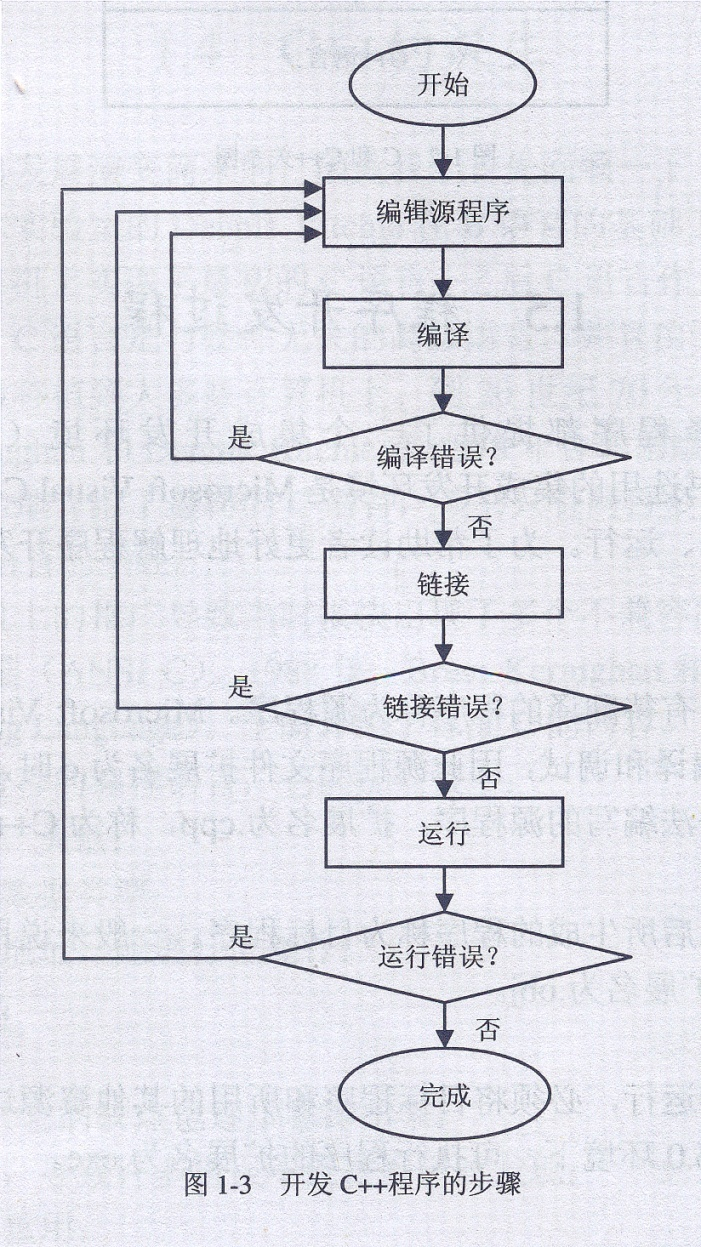 开始
编辑源程序
编译
编译错误?
是
否
链接
链接错误?
是
否
运行
运行错误?
是
否
完成
图 1-3 开发 C++程序的步骤